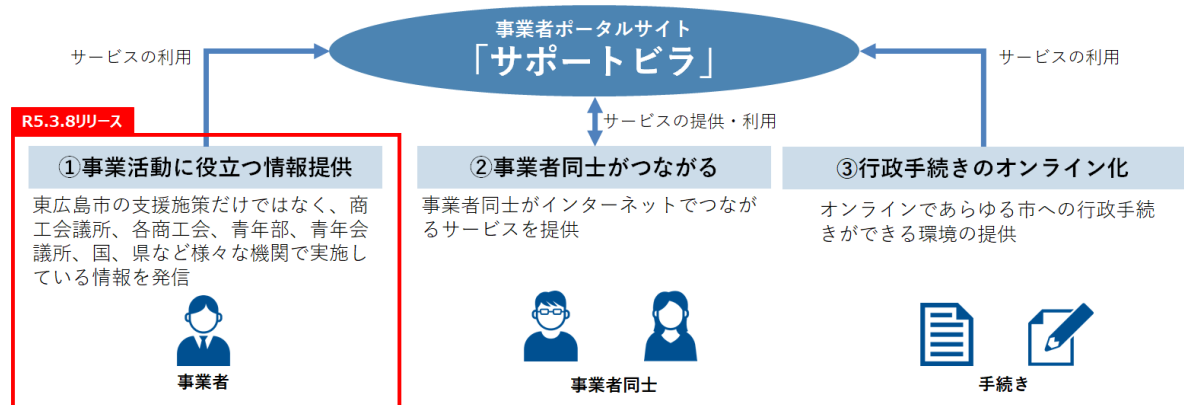 事業者ポータルサイト
「サポートビラ」
サービスの利用
サービスの利用
サービスの提供・利用
R5.3.8リリース
①事業活動に役立つ情報提供
東広島市の支援施策だけではなく、商
工会議所、各商工会、青年部、青年会
議所、国、県など様々な機関で実施し
ている情報を発信
事業者
②事業者同士がつながる
事業者同士がインターネットでつなが
るサービスを提供
事業者同士
③行政手続きのオンライン化
オンラインであらゆる市への行政手続
きができる環境の提供
手続き